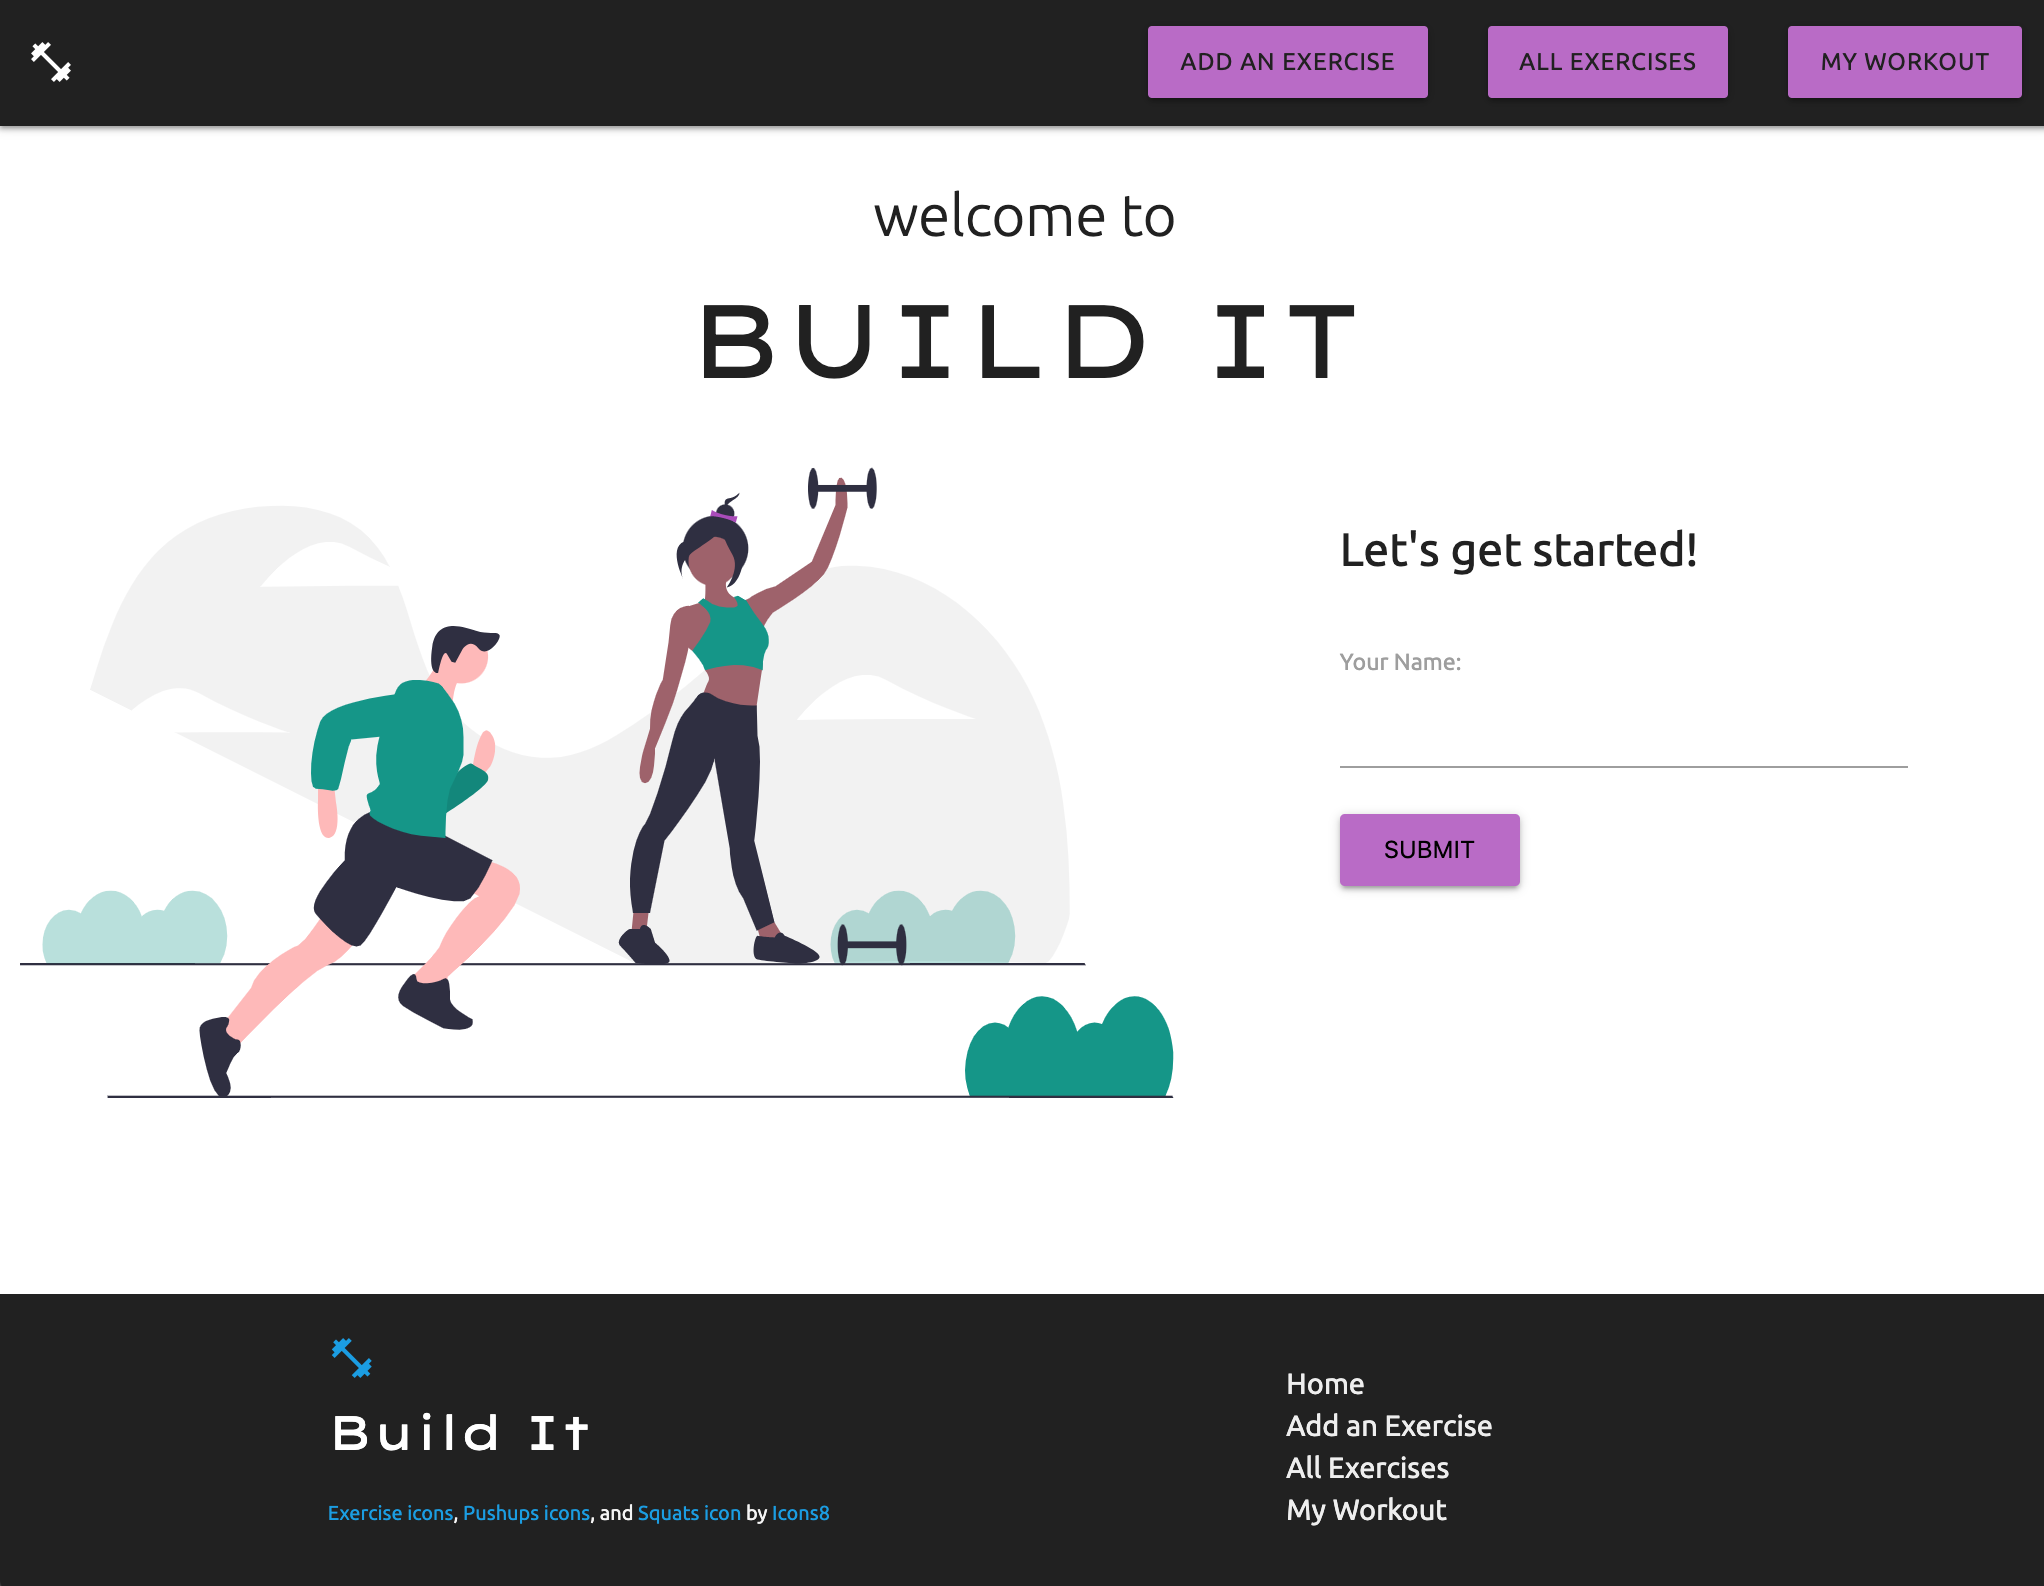 ADD AN EXERCISE ALL EXERCISES MY WORKOUT
welcome to
BUILD IT
Let's get started!
Your Name:
SUBMIT
Build It
Exercise icons, Pushups icons, and Squats icon by Icons8
Home
Add an Exercise
All Exercises
My Workout